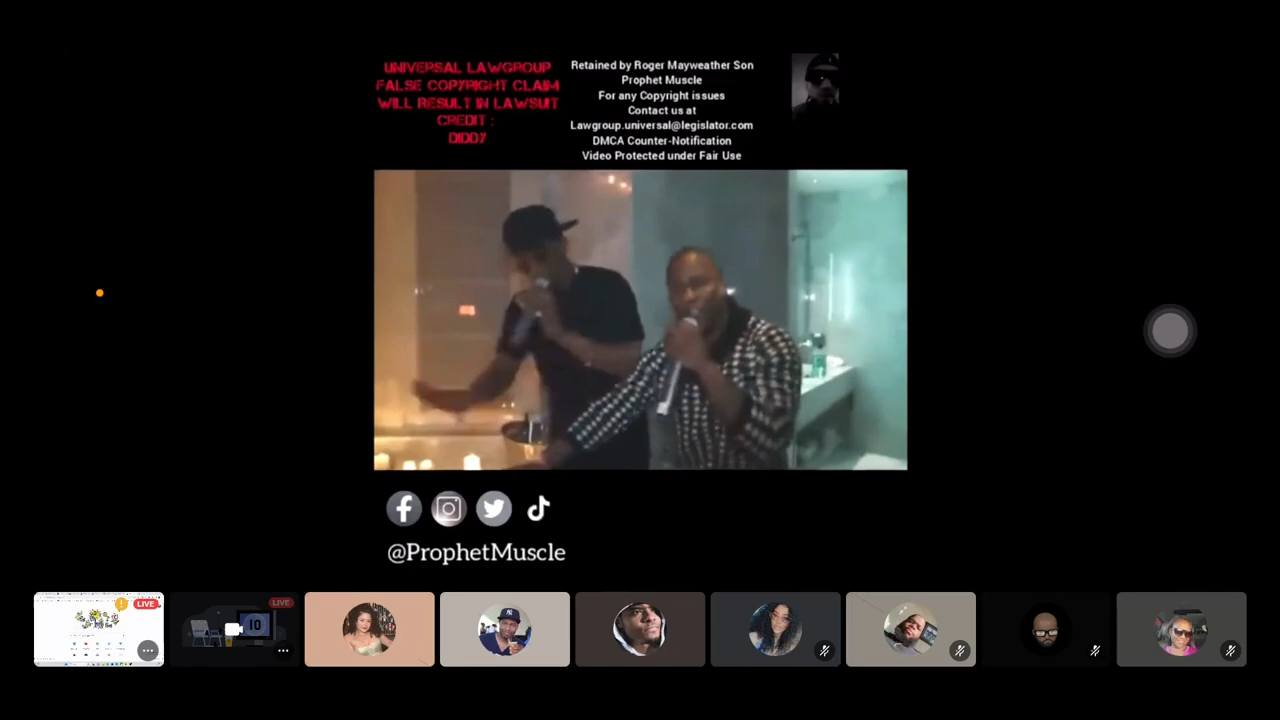 UNIVERSAL LAWGROUP
FALSE COPYRIGHT CLAIM
WILL RESULT IN LAWSUIT
CREDIT :
DIDDY
Retained by Roger Mayweather Son
Prophet Muscle
For any Copyright issues
Contact us at
Lawgroup.universal@legislator.com
DMCA Counter-Notification
Video Protected under Fair Use
@ProphetMuscle
LIVE
LIVE
10